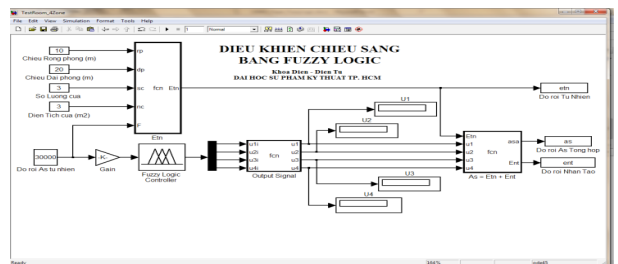 Testfusion_4Zone
File Edit View Simulation Format Tools Help
1
Normal
DIEU KHIEN CHIEU SANG
BANG FUZZY LOGIC
Khoa Dien - Dien Tu
DAI HOC SU PHAM KY THUAT TP. HCM
10
Chieu Rong phong (m)
20
Chieu Dai phong (m)
3
So Luong cua
3
Dien Tich cua (m2)
30000
Do roi As tu nhien
rp
dp
sc
nc
F
fcn
Etn
Etn
-K-
Gain
Fuzzy Logic
Controller
u1i
u2i
u3i
u4i
fcn
u1
u2
u3
u4
Output Signal
U1
U2
U3
U4
Etn
u1
u2
u3
u4
fcn
asa
Ent
As = Etn + Ent
etn
Do roi Tu Nhien
as
Do roi As Tong hop
ent
Do roi Nhan Tao
Ready